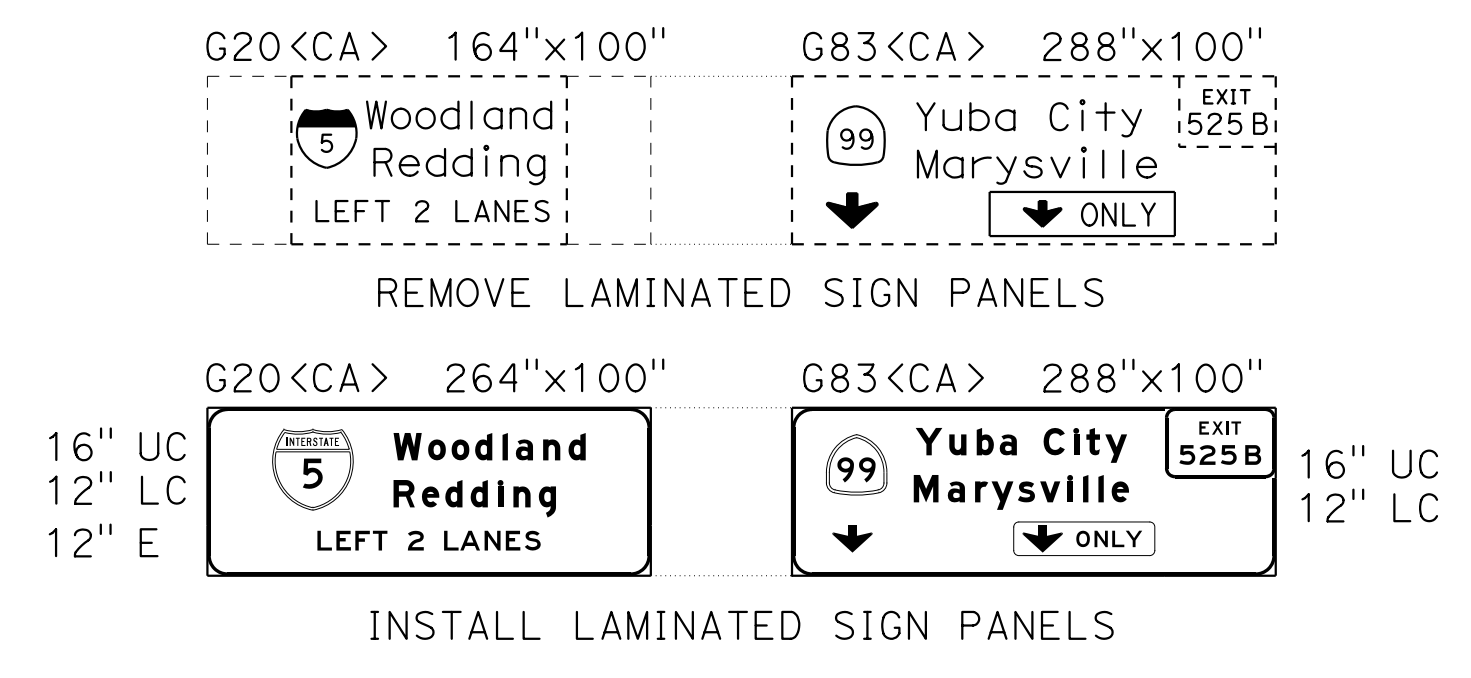 G20<CA> 164"x100" G83<CA> 288"x100"
5 Woodland
Redding
LEFT 2 LANES
99 Yuba City
Marysville
EXIT
525B
ONLY
REMOVE LAMINATED SIGN PANELS
G20<CA> 264"x100" G83<CA> 288"x100"
16" UC
12" LC
12" E
INTERSTATE
5
Woodland
Redding
LEFT 2 LANES
99
Yuba City
Marysville
EXIT
525B
ONLY
16" UC
12" LC
INSTALL LAMINATED SIGN PANELS